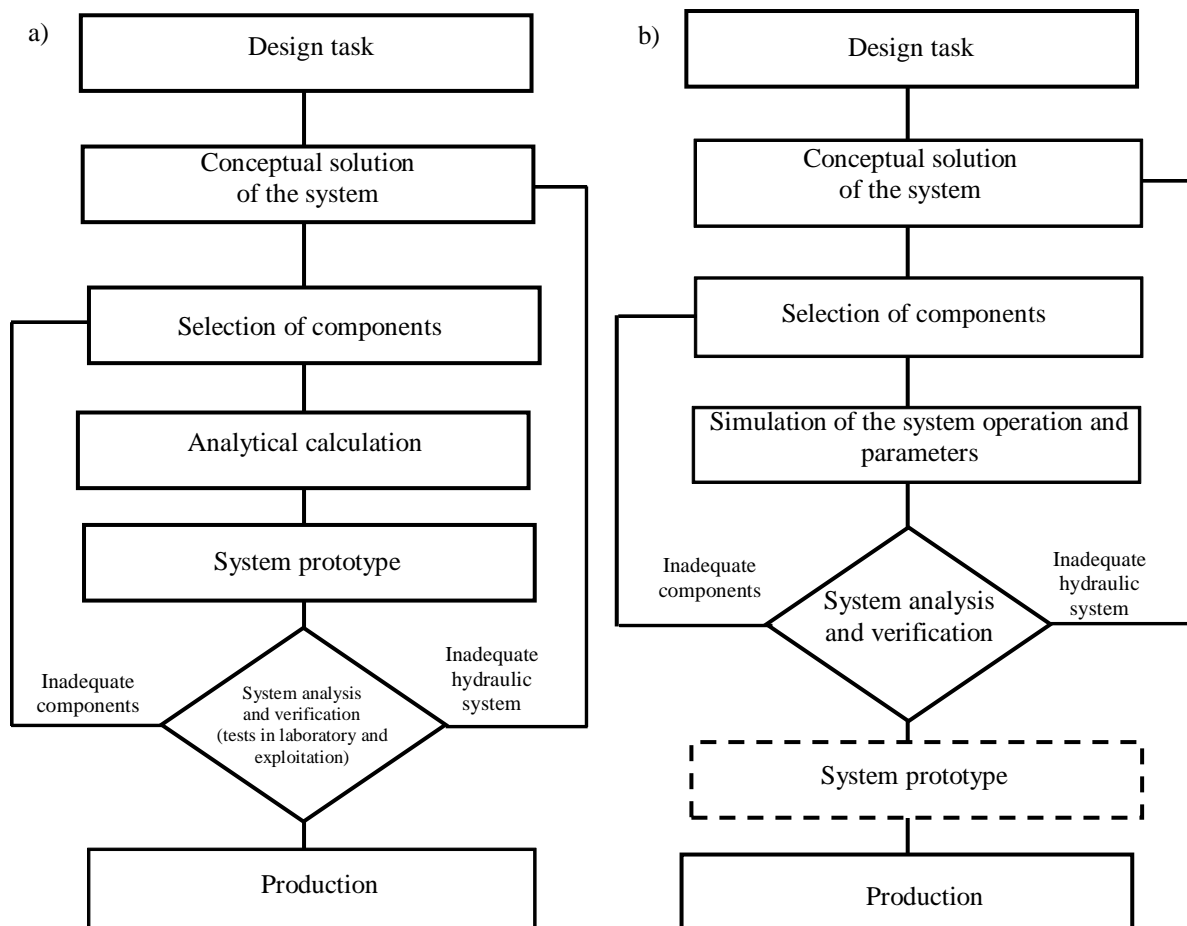 a)
Design task
Conceptual solution
of the system
Selection of components
Analytical calculation
System prototype
Inadequate
components
System analysis
and verification
(tests in laboratory and
exploitation)
Inadequate
hydraulic
system
Production
b)
Design task
Conceptual solution
of the system
Selection of components
Simulation of the system operation and
parameters
Inadequate
components
System analysis
and verification
Inadequate
hydraulic
system
System prototype
Production